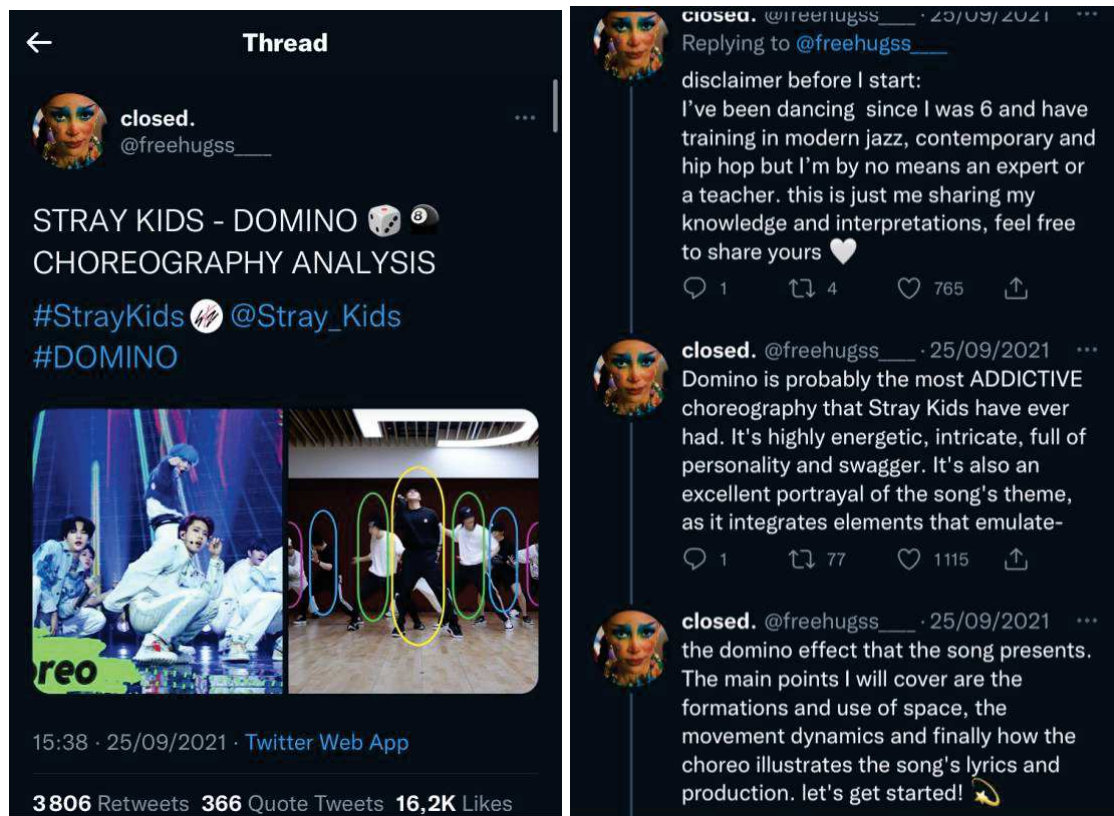 Thread
closed.
@freehugss____
STRAY KIDS - DOMINO 🎲 🎱
CHOREOGRAPHY ANALYSIS
#StrayKids @Stray_Kids
#DOMINO
reo
15:38 · 25/09/2021 · Twitter Web App
3 806 Retweets 366 Quote Tweets 16,2K Likes
closed. @freehugss____ · 25/09/2021
Replying to @freehugss____
disclaimer before I start:
I’ve been dancing since I was 6 and have
training in modern jazz, contemporary and
hip hop but I’m by no means an expert or
a teacher. this is just me sharing my
knowledge and interpretations, feel free
to share yours 🤍
1 4 765
closed. @freehugss____ · 25/09/2021
Domino is probably the most ADDICTIVE
choreography that Stray Kids have ever
had. It's highly energetic, intricate, full of
personality and swagger. It's also an
excellent portrayal of the song's theme,
as it integrates elements that emulate-
1 77 1115
closed. @freehugss____ · 25/09/2021
the domino effect that the song presents.
The main points I will cover are the
formations and use of space, the
movement dynamics and finally how the
choreo illustrates the song's lyrics and
production. let's get started! 💫